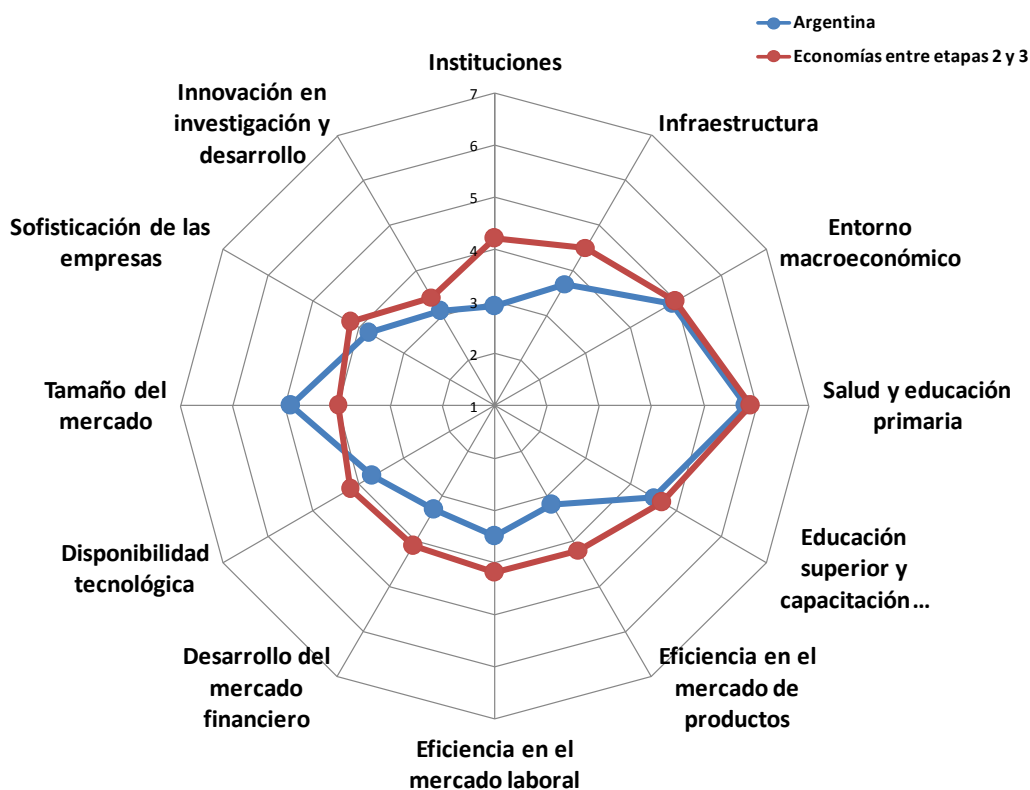 Argentina
Economías entre etapas 2 y 3
Instituciones
Infraestructura
Entorno
macroeconómico
Salud y educación
primaria
Educación
superior y
capacitación...
Eficiencia en el
mercado de
productos
Eficiencia en el
mercado laboral
Desarrollo del
mercado
financiero
Disponibilidad
tecnológica
Tamaño del
mercado
Sofisticación de las
empresas
Innovación en
investigación y
desarrollo
7
6
5
4
3
2
1